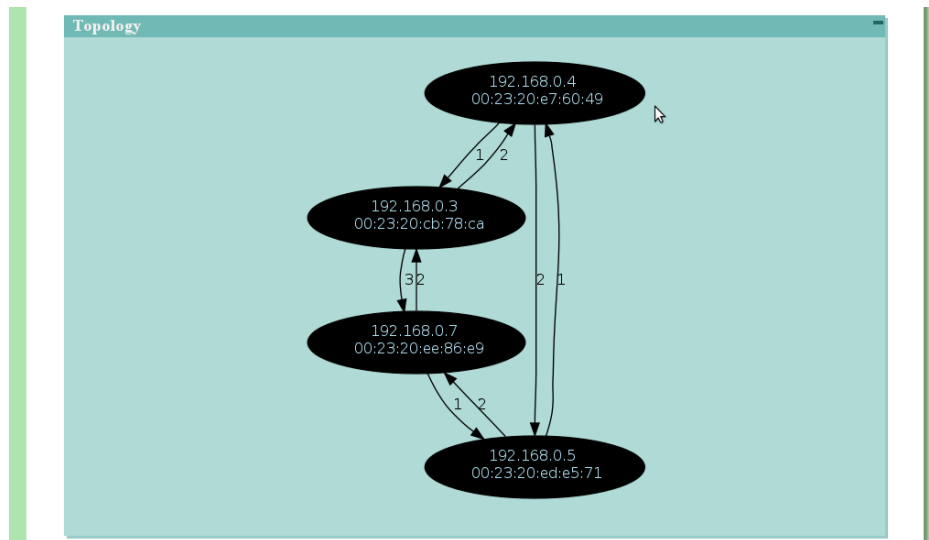 Topology
192.168.0.4
00:23:20:e7:60:49
1 2
192.168.0.3
00:23:20:cb:78:ca
3 2 2 1
192.168.0.7
00:23:20:ee:86:e9
1 2
192.168.0.5
00:23:20:ed:e5:71